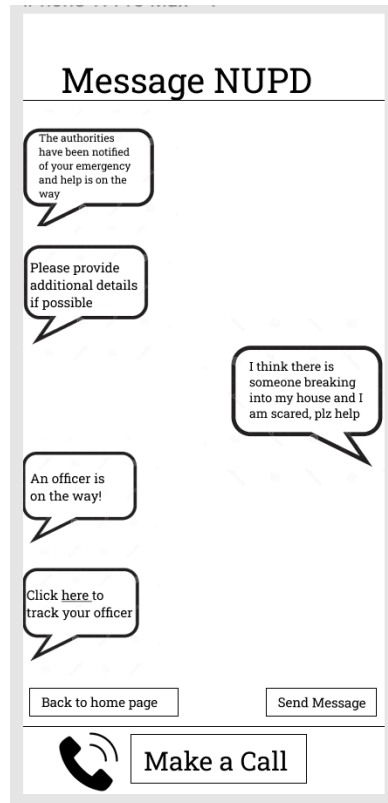 Message NUPD
The authorities
have been notified
of your emergency
and help is on the
way
Please provide
additional details
if possible
I think there is
someone breaking
into my house and I
am scared, plz help
An officer is
on the way!
Click here to
track your officer
Back to home page
Send Message
Make a Call